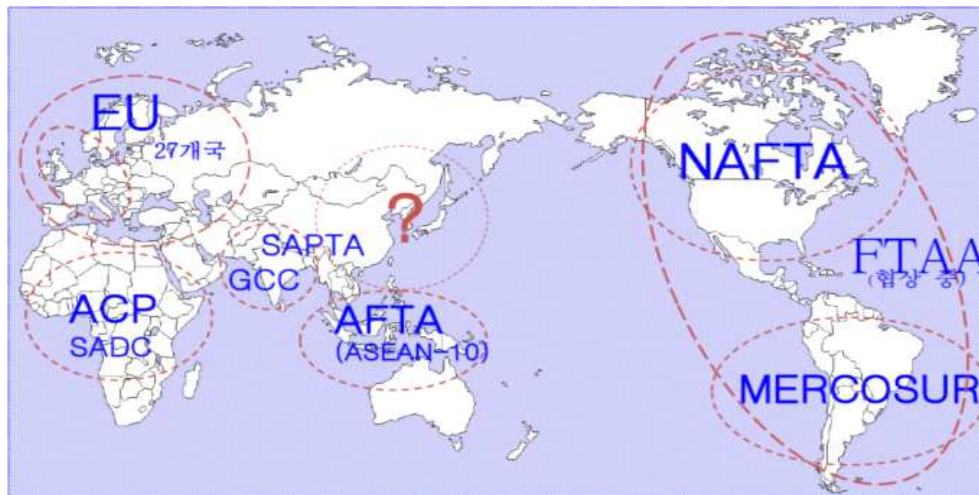 EU
27개국
NAFTA
?
SAPTA
GCC
FTAA
(협상 중)
ACP
SADC
AFTA
(ASEAN-10)
MERCOSUR